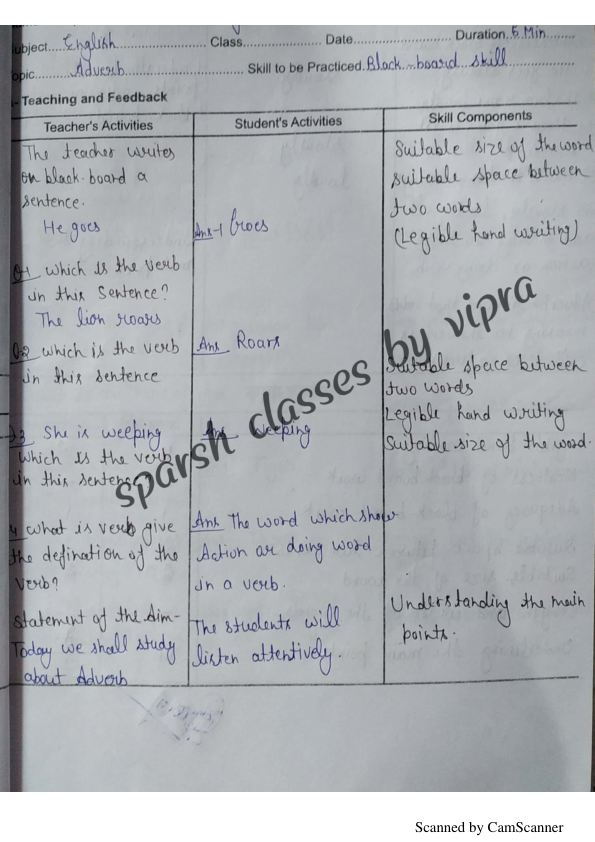 ubject....English.................... Class....................... Date........................... Duration..5 Min.......
opic...........Adverb............................ Skill to be Practiced.Black - board skill
- Teaching and Feedback
Teacher's Activities
Student's Activities
Skill Components
The teacher writes
on black-board a
sentence.
He goes
Q.1 which is the verb
in this sentence?
The lion roars
Q.2 which is the verb
in this sentence
3 She is weeping
which is the verb
in this sentence?
4 what is verb give
the defination of the
verb?
Statement of the Aim-
Today we shall study
about Adverb
Ans-1 Goes
Ans Roars
Ans Weeping
Ans The word which show
Action ar doing word
in a verb.
The students will
listen attentively.
Suitable size of the word
suitable space between
two words
(Legible hand writing)
Suitable space between
two words
Legible hand writing
Suitable size of the word.
Understanding the main
points.
sparsh classes by vipra
Scanned by CamScanner